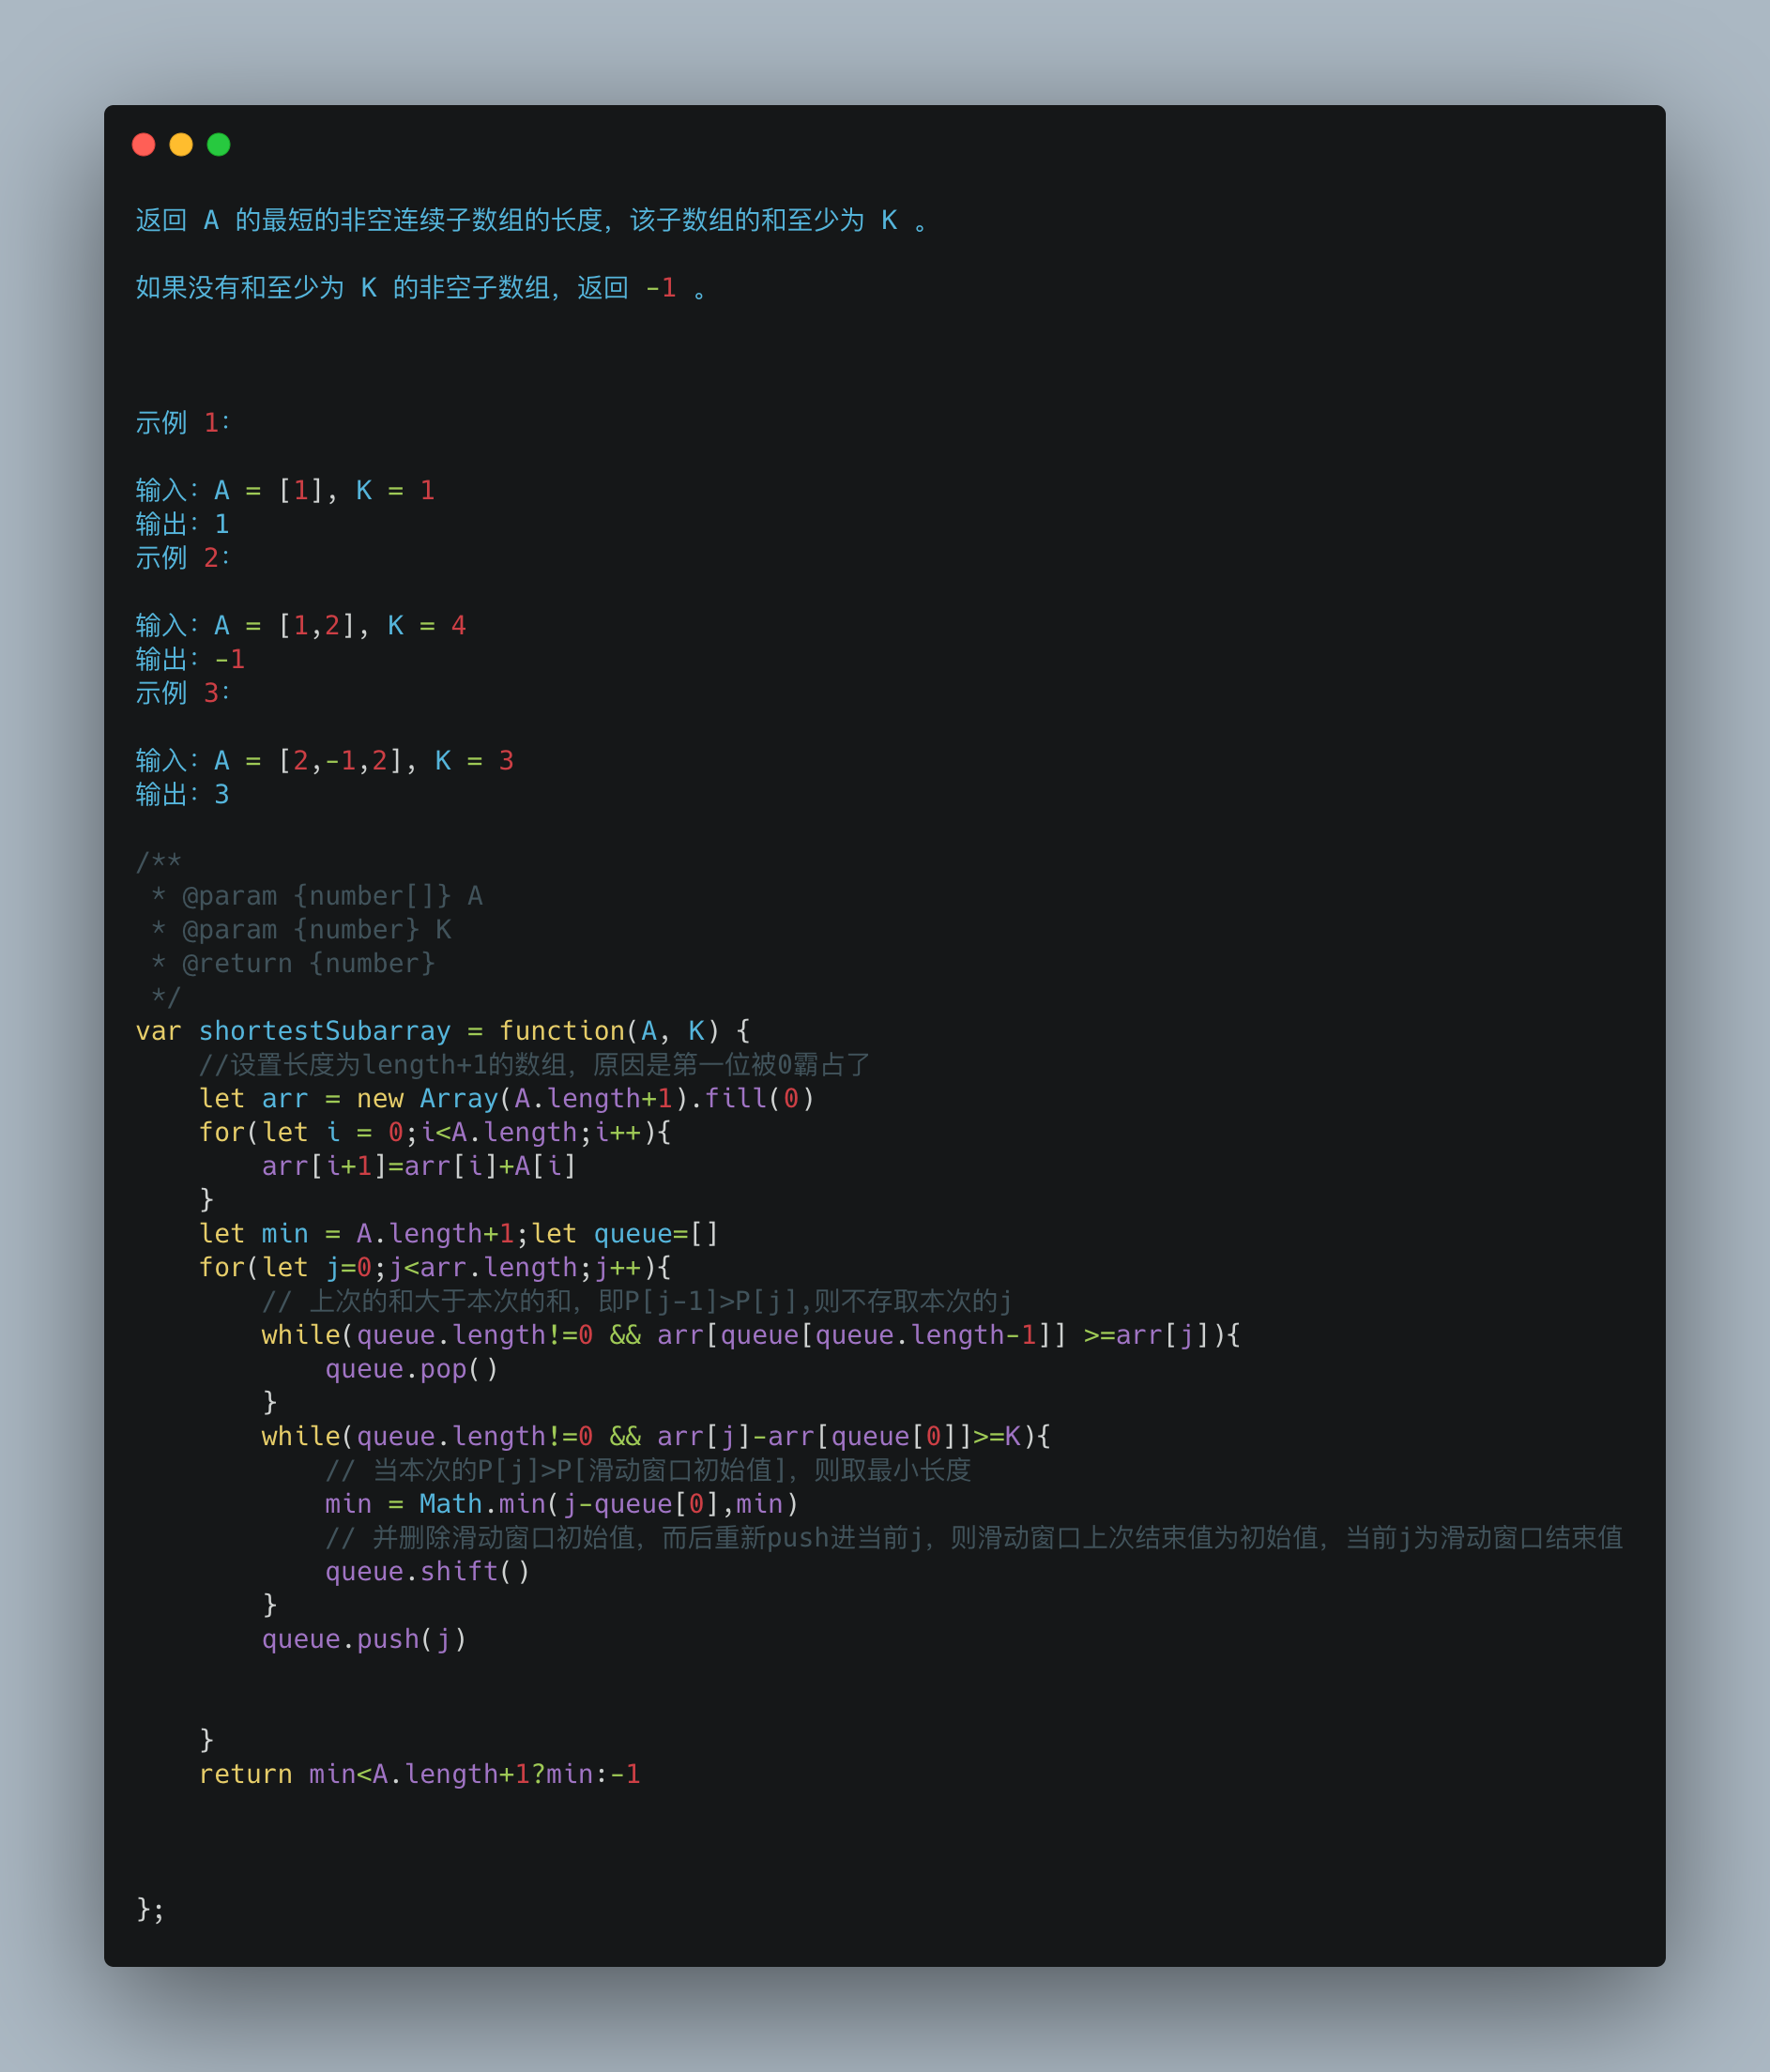 返回 A 的最短的非空连续子数组的长度，该子数组的和至少为 K 。
如果没有和至少为 K 的非空子数组，返回 -1 。
示例 1：
输入：A = [1], K = 1
输出：1
示例 2：
输入：A = [1,2], K = 4
输出：-1
示例 3：
输入：A = [2,-1,2], K = 3
输出：3
/**
 * @param {number[]} A
 * @param {number} K
 * @return {number}
 */
var shortestSubarray = function(A, K) {
    //设置长度为length+1的数组，原因是第一位被0霸占了
    let arr = new Array(A.length+1).fill(0)
    for(let i = 0;i<A.length;i++){
        arr[i+1]=arr[i]+A[i]
    }
    let min = A.length+1;let queue=[]
    for(let j=0;j<arr.length;j++){
        // 上次的和大于本次的和，即P[j-1]>P[j],则不存取本次的j
        while(queue.length!=0 && arr[queue[queue.length-1]] >=arr[j]){
            queue.pop()
        }
        while(queue.length!=0 && arr[j]-arr[queue[0]]>=K){
            // 当本次的P[j]>P[滑动窗口初始值]，则取最小长度
            min = Math.min(j-queue[0],min)
            // 并删除滑动窗口初始值，而后重新push进当前j，则滑动窗口上次结束值为初始值，当前j为滑动窗口结束值
            queue.shift()
        }
        queue.push(j)
    }
    return min<A.length+1?min:-1
};